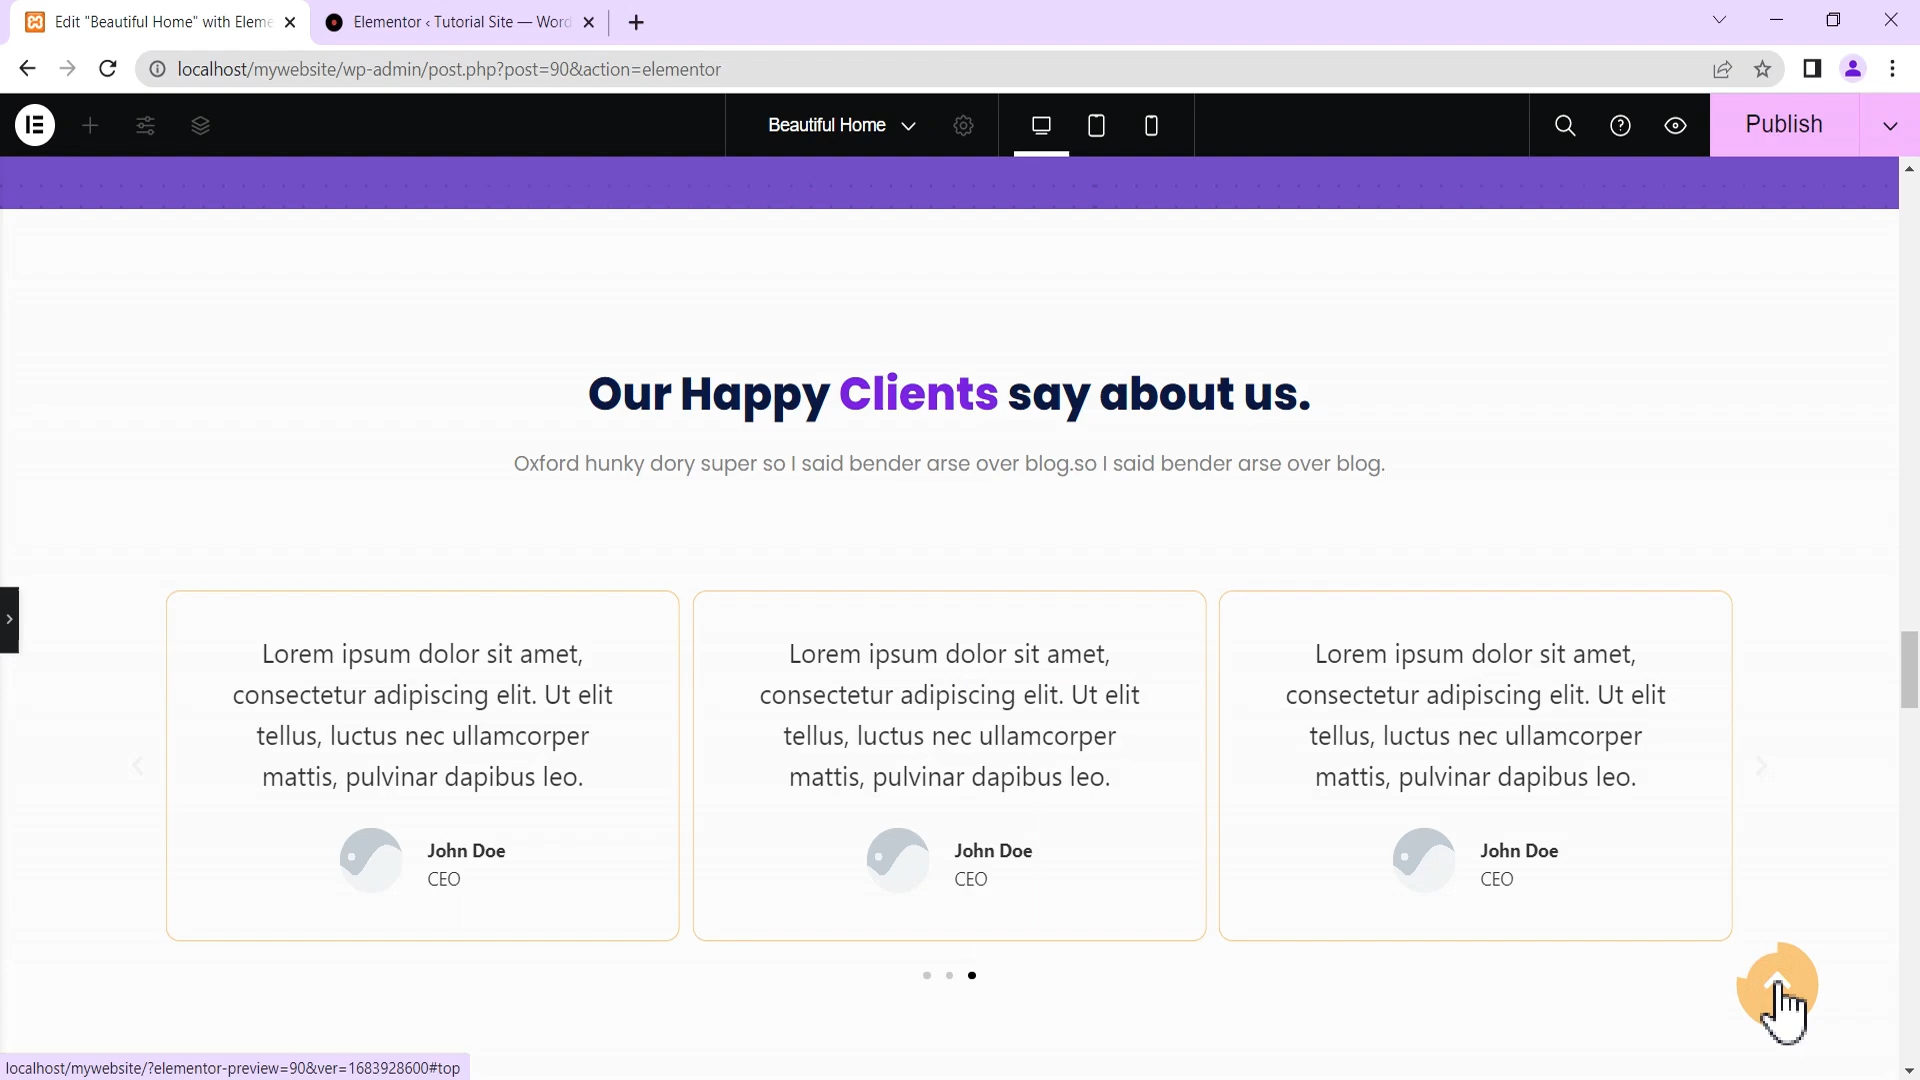 Edit "Beautiful Home" with Eleme
Elementor ‹ Tutorial Site — Word
localhost/mywebsite/wp-admin/post.php?post=90&action=elementor
Beautiful Home
Publish
Our Happy Clients say about us.
Oxford hunky dory super so I said bender arse over blog.so I said bender arse over blog.
Lorem ipsum dolor sit amet,
consectetur adipiscing elit. Ut elit
tellus, luctus nec ullamcorper
mattis, pulvinar dapibus leo.
John Doe
CEO
Lorem ipsum dolor sit amet,
consectetur adipiscing elit. Ut elit
tellus, luctus nec ullamcorper
mattis, pulvinar dapibus leo.
John Doe
CEO
Lorem ipsum dolor sit amet,
consectetur adipiscing elit. Ut elit
tellus, luctus nec ullamcorper
mattis, pulvinar dapibus leo.
John Doe
CEO
localhost/mywebsite/?elementor-preview=90&ver=1683928600#top